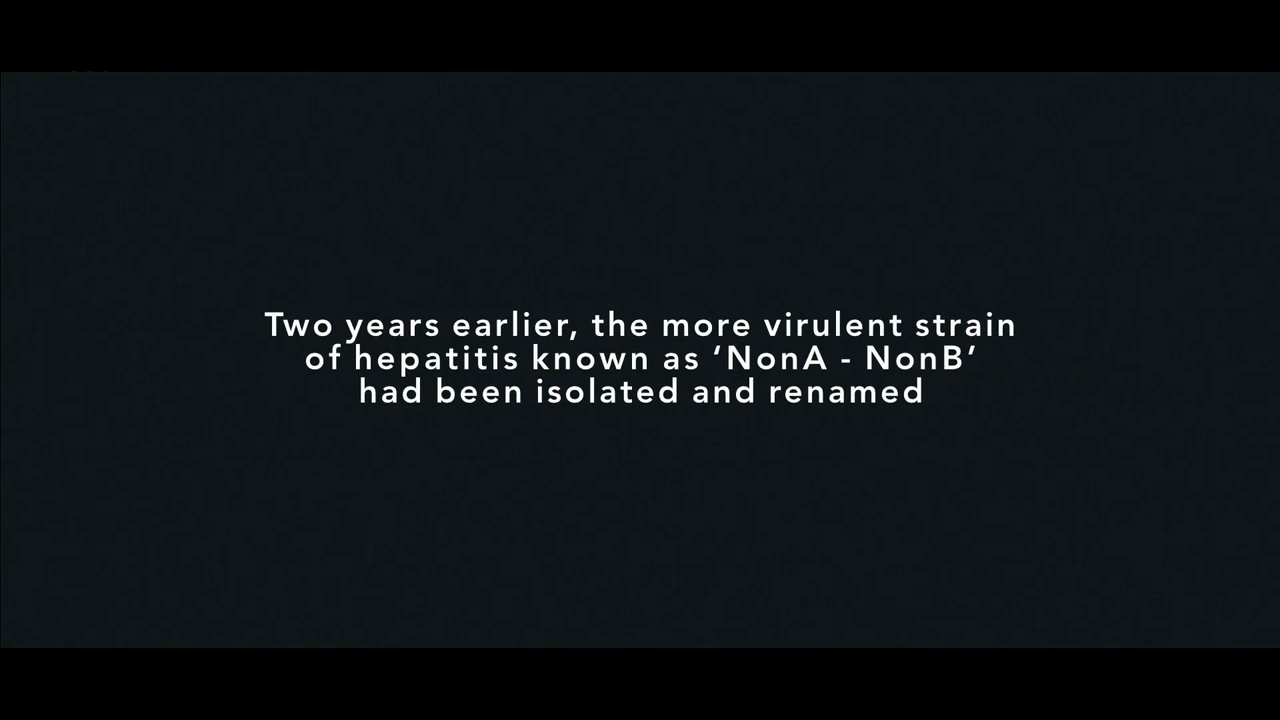 Two years earlier, the more virulent strain
of hepatitis known as ‘NonA - NonB’
had been isolated and renamed